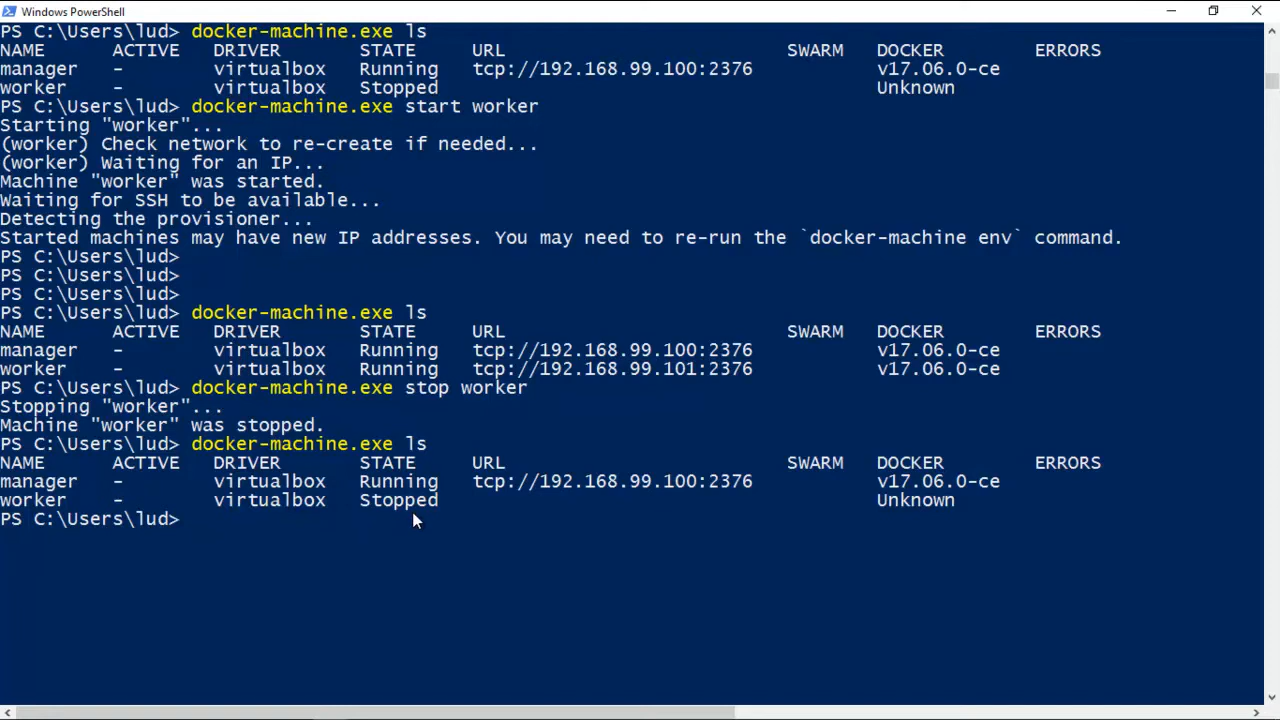 Windows PowerShell
PS C:\Users\lud> docker-machine.exe ls
NAME ACTIVE DRIVER STATE URL SWARM DOCKER ERRORS
manager - virtualbox Running tcp://192.168.99.100:2376 v17.06.0-ce
worker - virtualbox Stopped Unknown
PS C:\Users\lud> docker-machine.exe start worker
Starting "worker"...
(worker) Check network to re-create if needed...
(worker) Waiting for an IP...
Machine "worker" was started.
Waiting for SSH to be available...
Detecting the provisioner...
Started machines may have new IP addresses. You may need to re-run the `docker-machine env` command.
PS C:\Users\lud>
PS C:\Users\lud>
PS C:\Users\lud>
PS C:\Users\lud> docker-machine.exe ls
NAME ACTIVE DRIVER STATE URL SWARM DOCKER ERRORS
manager - virtualbox Running tcp://192.168.99.100:2376 v17.06.0-ce
worker - virtualbox Running tcp://192.168.99.101:2376 v17.06.0-ce
PS C:\Users\lud> docker-machine.exe stop worker
Stopping "worker"...
Machine "worker" was stopped.
PS C:\Users\lud> docker-machine.exe ls
NAME ACTIVE DRIVER STATE URL SWARM DOCKER ERRORS
manager - virtualbox Running tcp://192.168.99.100:2376 v17.06.0-ce
worker - virtualbox Stopped Unknown
PS C:\Users\lud>